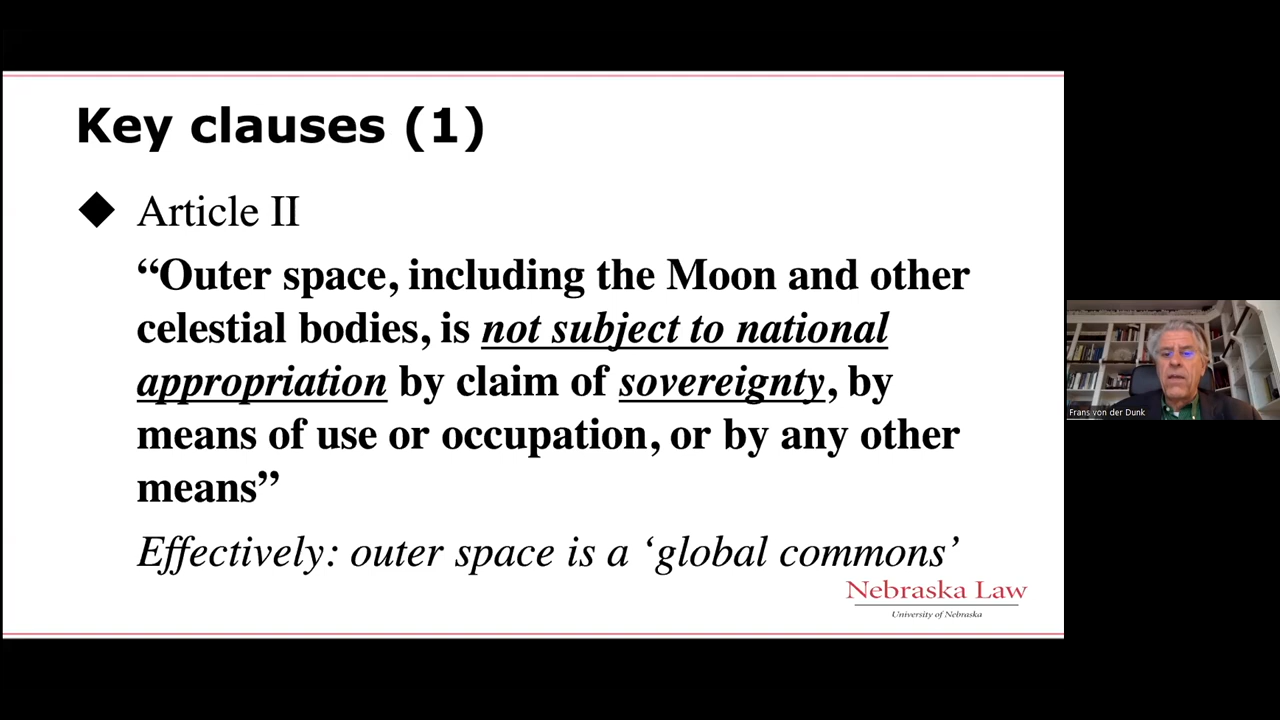 Key clauses (1)
◆ Article II
“Outer space, including the Moon and other
celestial bodies, is not subject to national
appropriation by claim of sovereignty, by
means of use or occupation, or by any other
means”
Effectively: outer space is a ‘global commons’
Nebraska Law
University of Nebraska
Frans von der Dunk